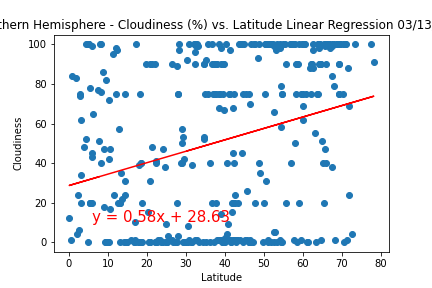 thern Hemisphere - Cloudiness (%) vs. Latitude Linear Regression 03/13
100
80
60
40
20
0
Cloudiness
y = 0.58x + 28.63
0 10 20 30 40 50 60 70 80
Latitude